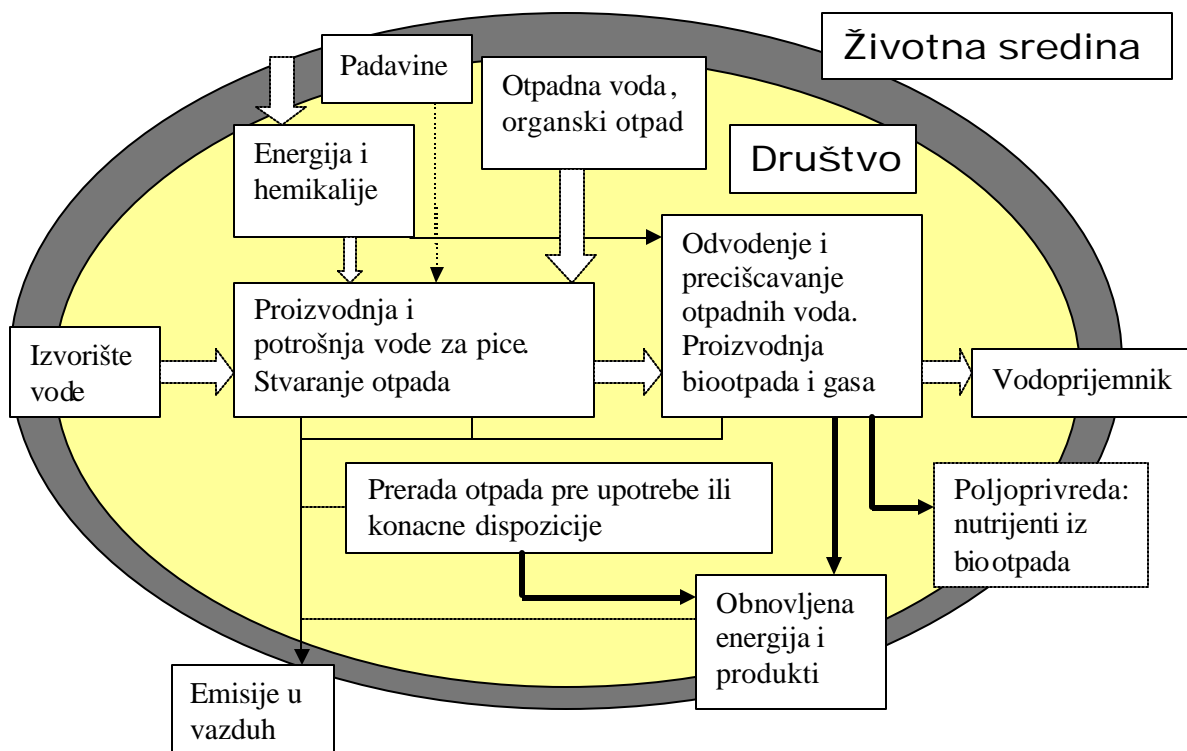 Životna sredina
Padavine
Otpadna voda,
organski otpad
Energija i
hemikalije
Društvo
Odvodenje i
precišcavanje
otpadnih voda.
Proizvodnja
biootpada i gasa
Proizvodnja i
potrošnja vode za pice.
Stvaranje otpada
Izvorište
vode
Vodoprijemnik
Prerada otpada pre upotrebe ili
konacne dispozicije
Poljoprivreda:
nutrijenti iz
biootpada
Obnovljena
energija i
produkti
Emisije u
vazduh